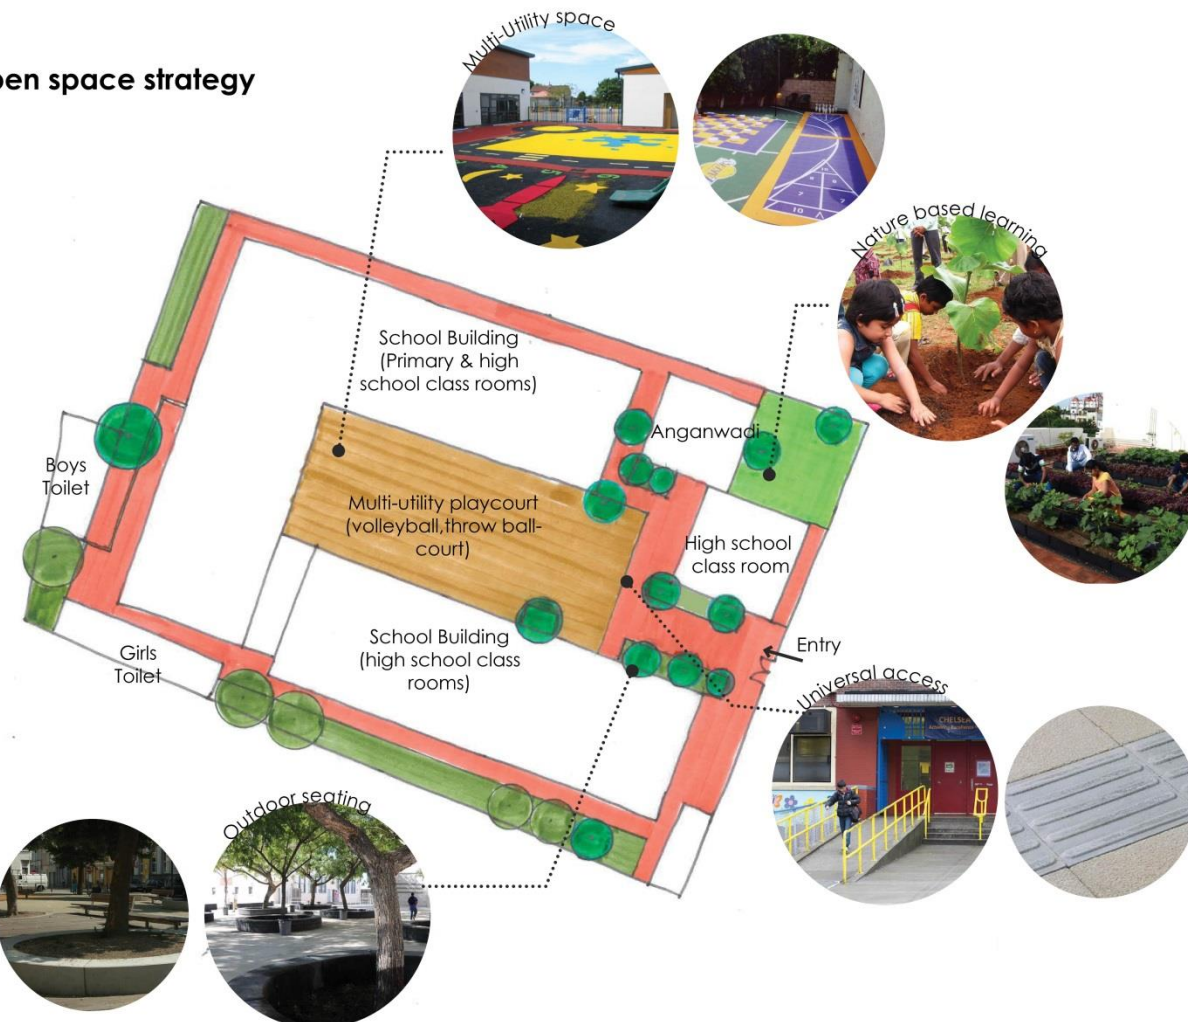 pen space strategy
Multi-Utility space
Nature based learning
School Building
(Primary & high
school class rooms)
Anganwadi
Boys
Toilet
Multi-utility playcourt
(volleyball,throw ball-
court)
High school
class room
School Building
(high school class
rooms)
Entry
Girls
Toilet
Universal access
CHELSEA
Outdoor seating